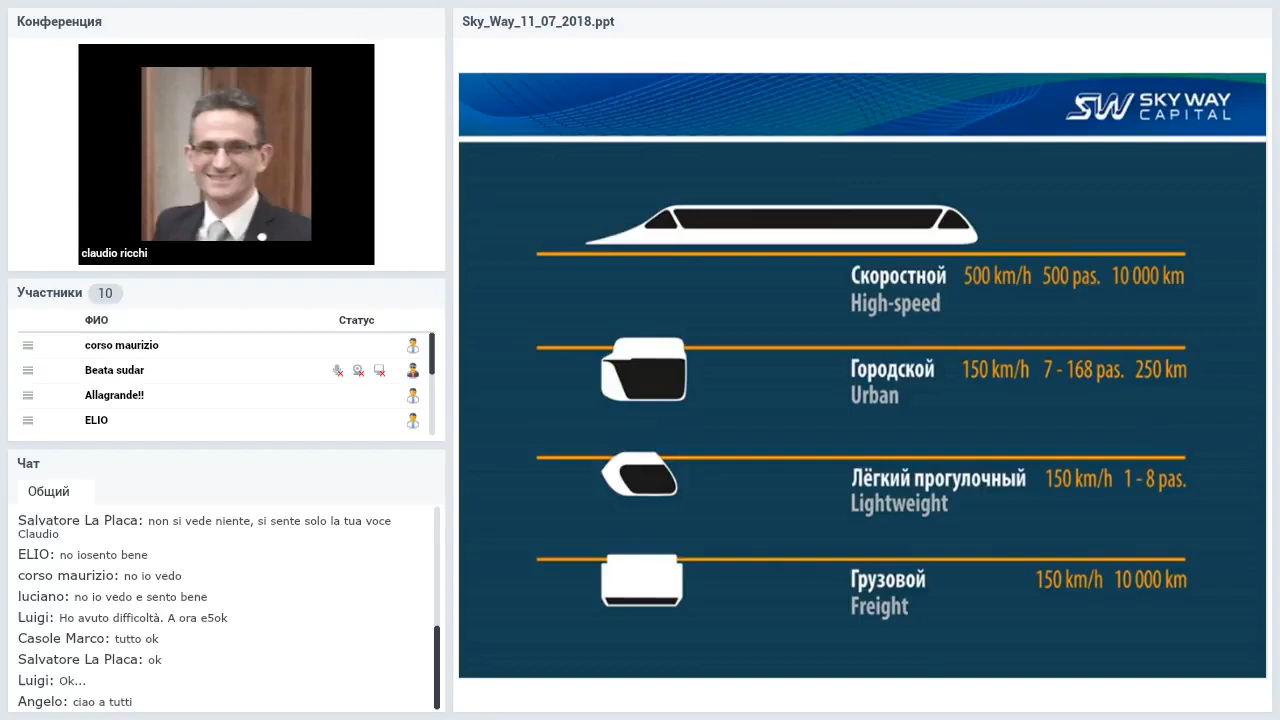 Конференция
claudio ricchi
Участники 10
ФИО Статус
corso maurizio
Beata sudar
Allagrande!!
ELIO
Чат
Общий
Salvatore La Placa: non si vede niente, si sente solo la tua voce
Claudio
ELIO: no iosento bene
corso maurizio: no io vedo
luciano: no io vedo e sento bene
Luigi: Ho avuto difficoltà. A ora e5ok
Casole Marco: tutto ok
Salvatore La Placa: ok
Luigi: Ok...
Angelo: ciao a tutti
Sky_Way_11_07_2018.ppt
SW SKY WAY
CAPITAL
Скоростной 500 km/h 500 pas. 10 000 km
High-speed
Городской 150 km/h 7 - 168 pas. 250 km
Urban
Лёгкий прогулочный 150 km/h 1 - 8 pas.
Lightweight
Грузовой 150 km/h 10 000 km
Freight